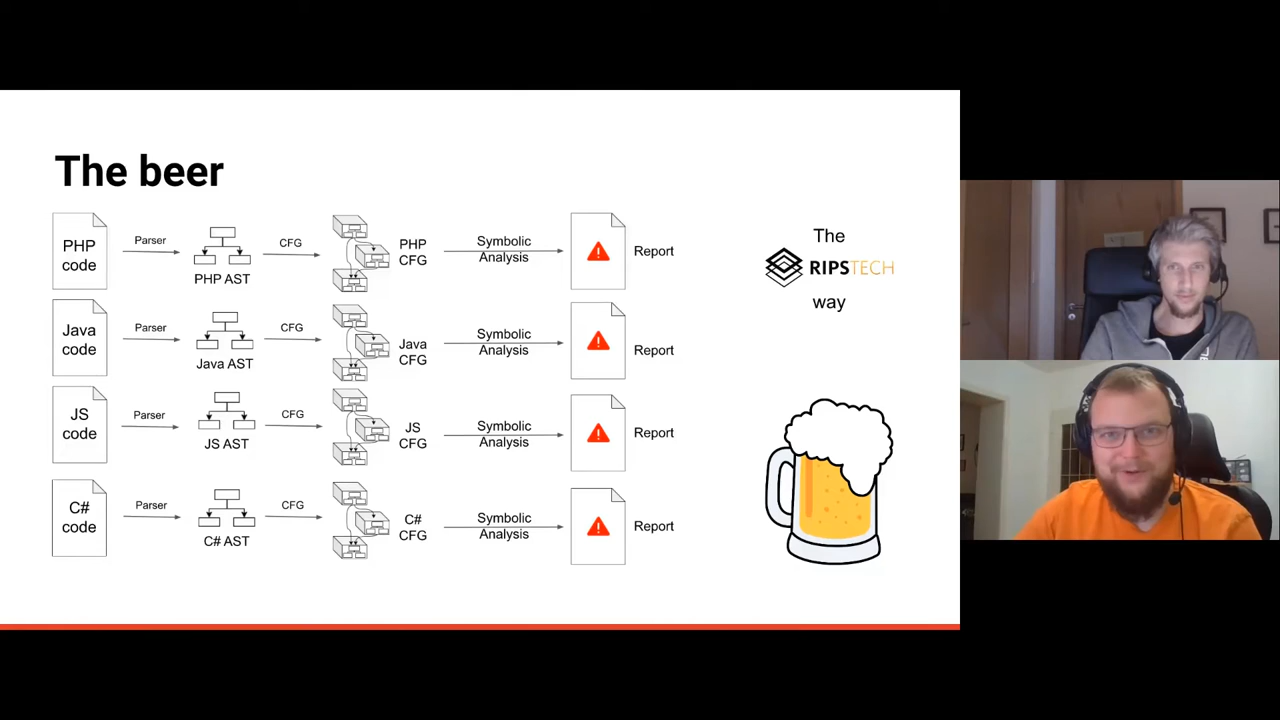 The beer
PHP
code
Parser
PHP AST
CFG
PHP
CFG
Symbolic
Analysis
Report
Java
code
Parser
Java AST
CFG
Java
CFG
Symbolic
Analysis
Report
JS
code
Parser
JS AST
CFG
JS
CFG
Symbolic
Analysis
Report
C#
code
Parser
C# AST
CFG
C#
CFG
Symbolic
Analysis
Report
The
RIPSTECH
way